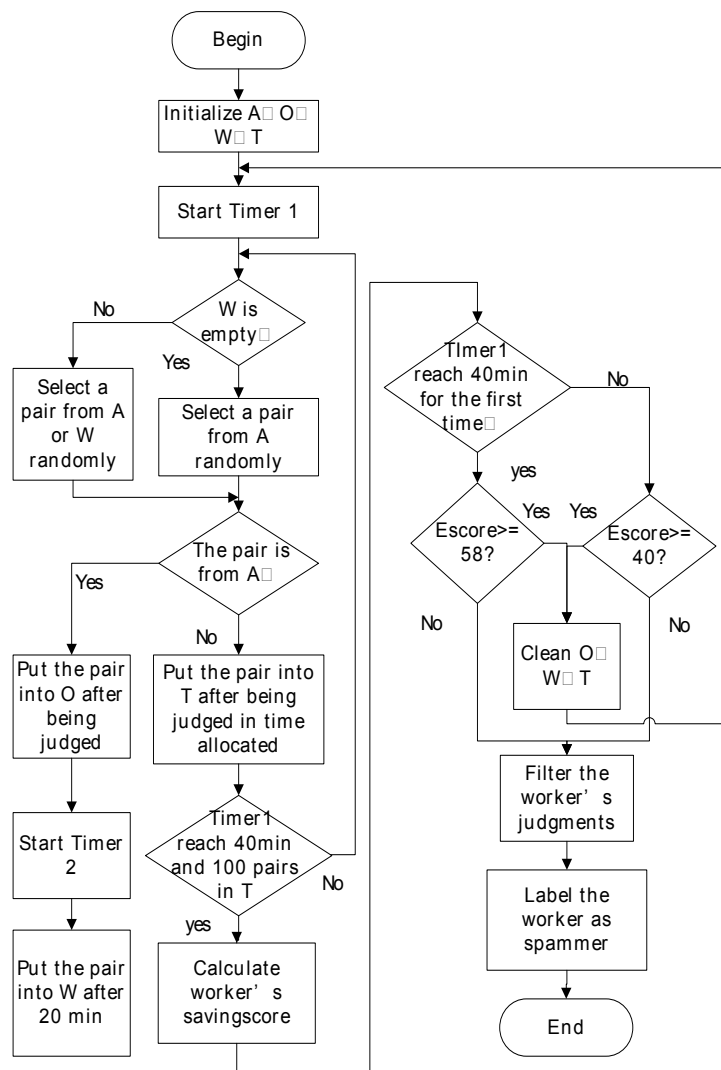 Begin
Initialize A□ O□
W□ T
Start Timer 1
W is
empty□
No
Yes
Select a
pair from A
or W
randomly
Select a pair
from A
randomly
The pair is
from A□
Yes
No
Put the pair
into O after
being
judged
Put the pair into
T after being
judged in time
allocated
Start Timer
2
Timer1
reach 40min
and 100 pairs
in T
No
yes
Put the pair
into W after
20 min
Calculate
worker's
savingscore
TImer1
reach 40min
for the first
time□
No
yes
Escore>=
58?
Yes
Yes
Escore>=
40?
No
No
Clean O□
W□ T
Filter the
worker's
judgments
Label the
worker as
spammer
End